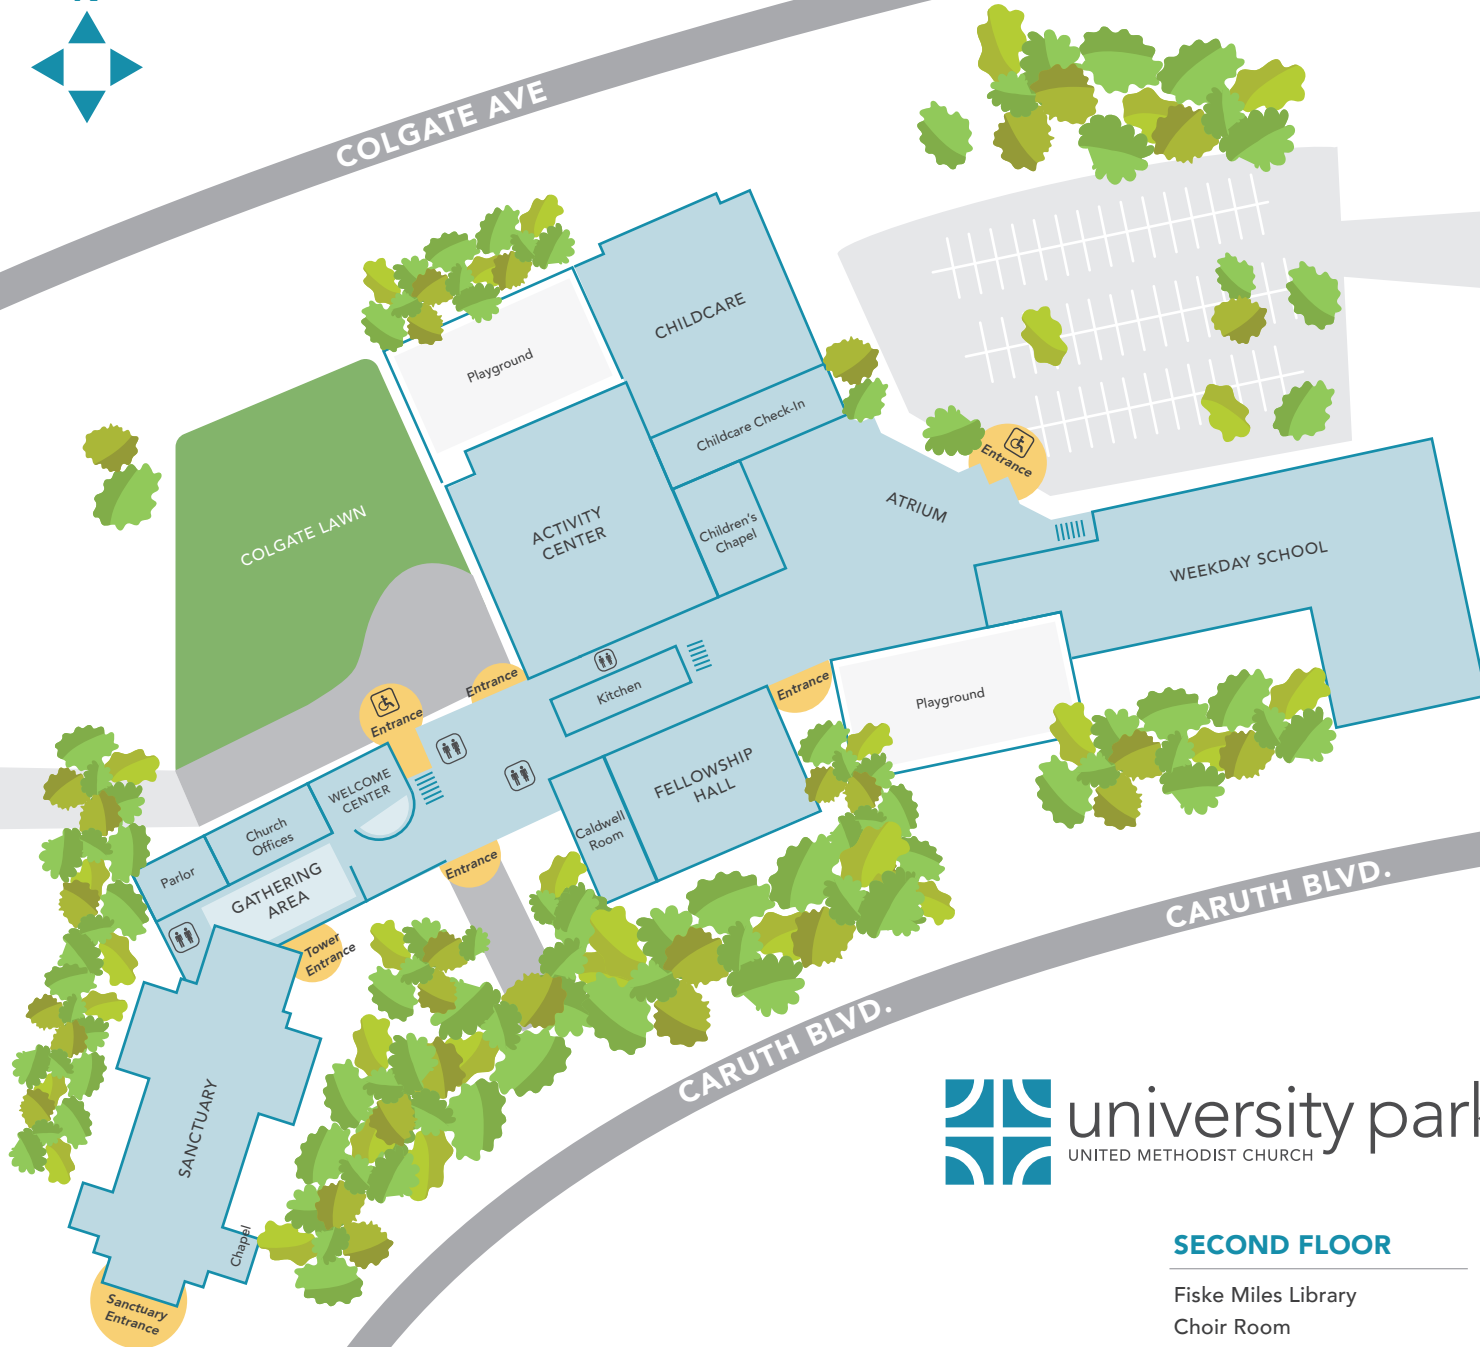 COLGATE AVE
CHILDCARE
Playground
Childcare Check-In
Entrance
ATRIUM
ACTIVITY
CENTER
Children's
Chapel
COLGATE LAWN
WEEKDAY SCHOOL
Kitchen
Entrance
Entrance
Playground
Entrance
WELCOME
CENTER
FELLOWSHIP
HALL
Caldwell
Room
Church
Offices
Parlor
GATHERING
AREA
Entrance
Tower
Entrance
CARUTH BLVD.
CARUTH BLVD.
SANCTUARY
Chapel
Sanctuary
Entrance
university park
UNITED METHODIST CHURCH
SECOND FLOOR
Fiske Miles Library
Choir Room